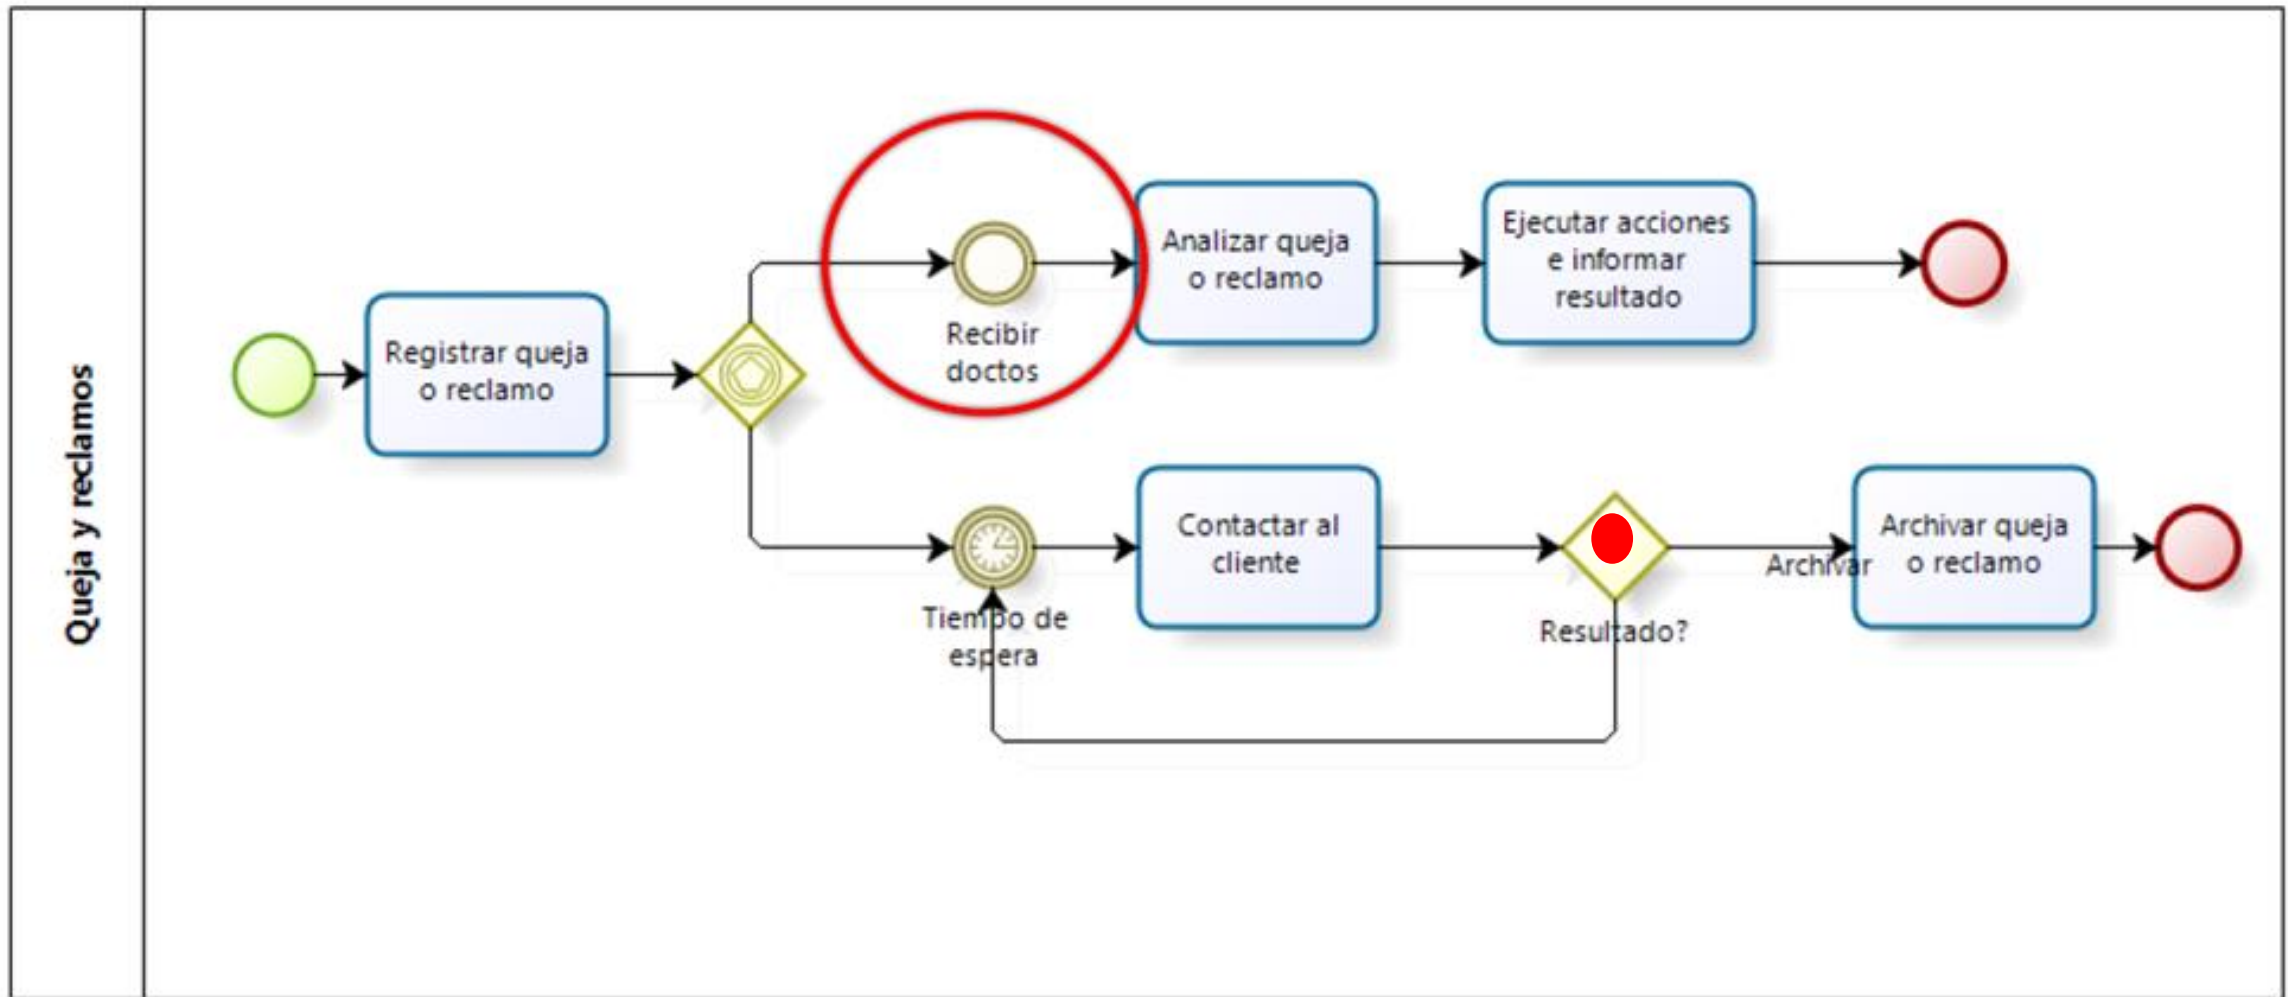 Queja y reclamos
Registrar queja
o reclamo
Recibir
doctos
Analizar queja
o reclamo
Ejecutar acciones
e informar
resultado
Tiempo de
espera
Contactar al
cliente
Resultado?
Archivar
Archivar queja
o reclamo